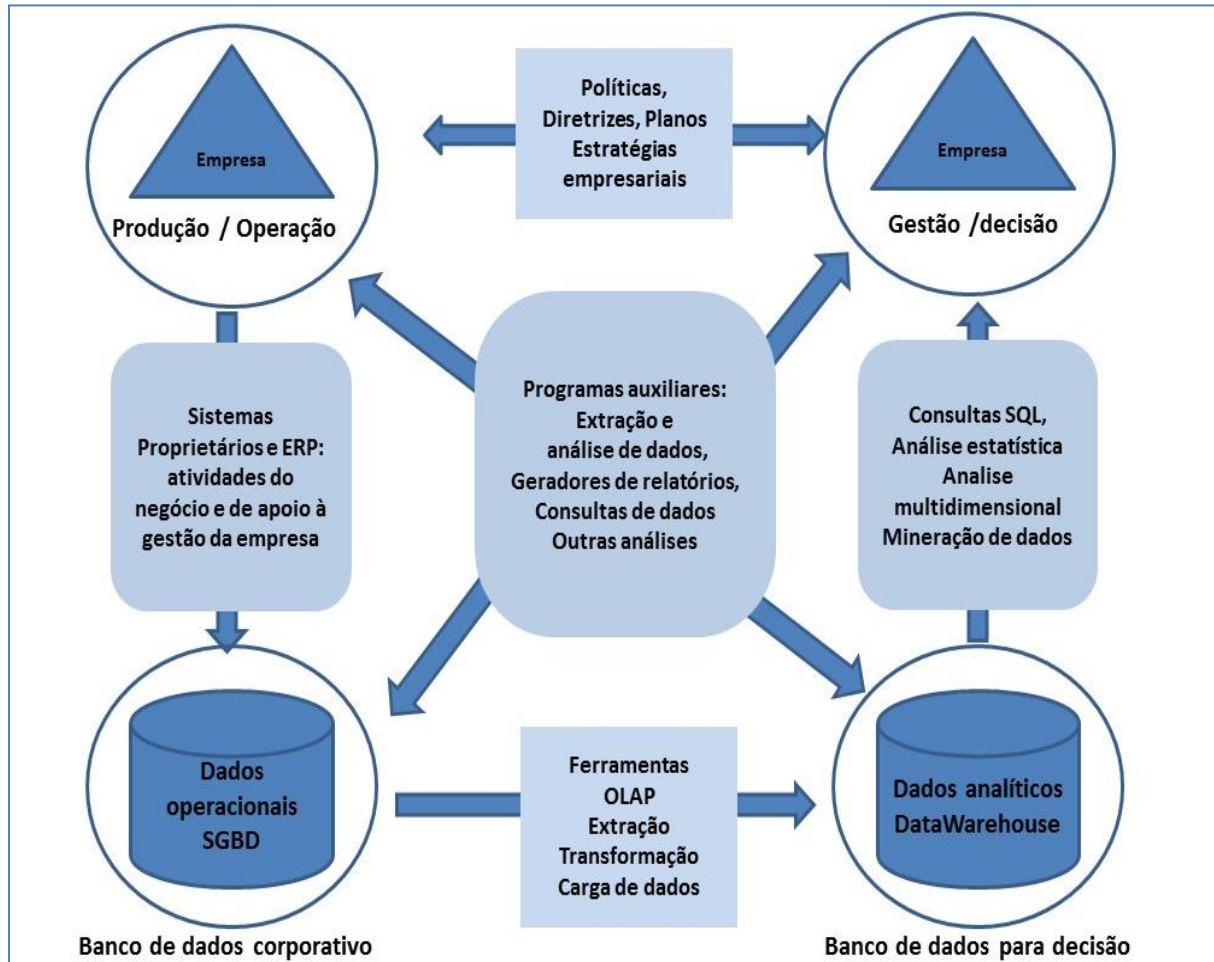 Empresa
Produção / Operação
Políticas,
Diretrizes, Planos
Estratégias
empresariais
Empresa
Gestão /decisão
Sistemas
Proprietários e ERP:
atividades do
negócio e de apoio à
gestão da empresa
Programas auxiliares:
Extração e
análise de dados,
Geradores de relatórios,
Consultas de dados
Outras análises
Consultas SQL,
Análise estatística
Analise
multidimensional
Mineração de dados
Dados
operacionais
SGBD
Banco de dados corporativo
Ferramentas
OLAP
Extração
Transformação
Carga de dados
Dados analíticos
DataWarehouse
Banco de dados para decisão